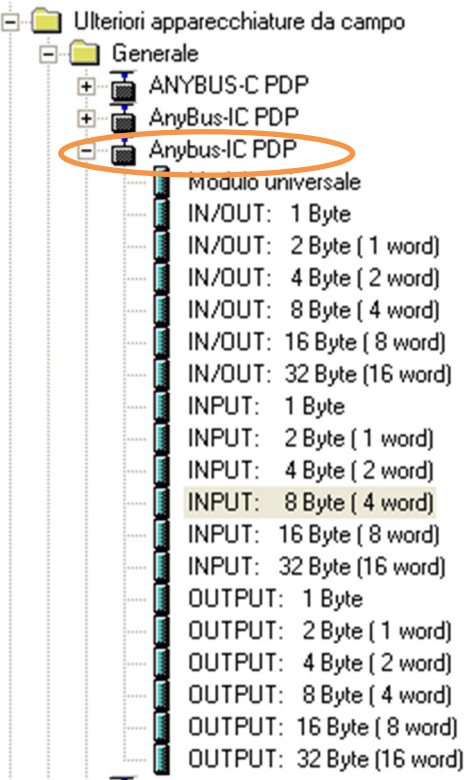 Ulteriori apparecchiature da campo
Generale
ANYBUS-C PDP
AnyBus-IC PDP
Anybus-IC PDP
Modulo universale
IN/OUT: 1 Byte
IN/OUT: 2 Byte ( 1 word)
IN/OUT: 4 Byte ( 2 word)
IN/OUT: 8 Byte ( 4 word)
IN/OUT: 16 Byte ( 8 word)
IN/OUT: 32 Byte (16 word)
INPUT: 1 Byte
INPUT: 2 Byte ( 1 word)
INPUT: 4 Byte ( 2 word)
INPUT: 8 Byte ( 4 word)
INPUT: 16 Byte ( 8 word)
INPUT: 32 Byte (16 word)
OUTPUT: 1 Byte
OUTPUT: 2 Byte ( 1 word)
OUTPUT: 4 Byte ( 2 word)
OUTPUT: 8 Byte ( 4 word)
OUTPUT: 16 Byte ( 8 word)
OUTPUT: 32 Byte (16 word)